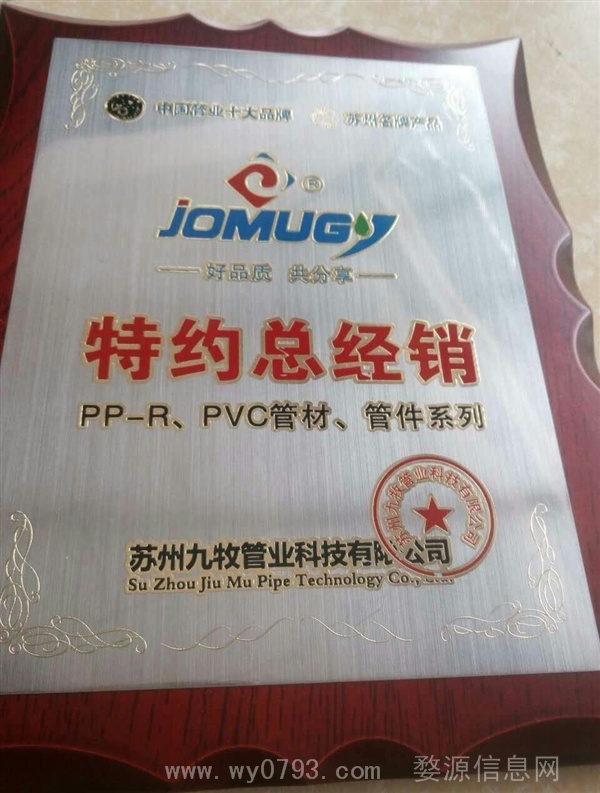 中国管业十大品牌 苏州名牌产品
®
JOMUGY
好品质 共分享
特约总经销
PP-R、PVC管材、管件系列
苏州九牧管业科技有限公司
Su Zhou Jiu Mu Pipe Technology Co., Ltd.
苏州九牧管业科技有限公司
www.wy0793.com 婺源信息网